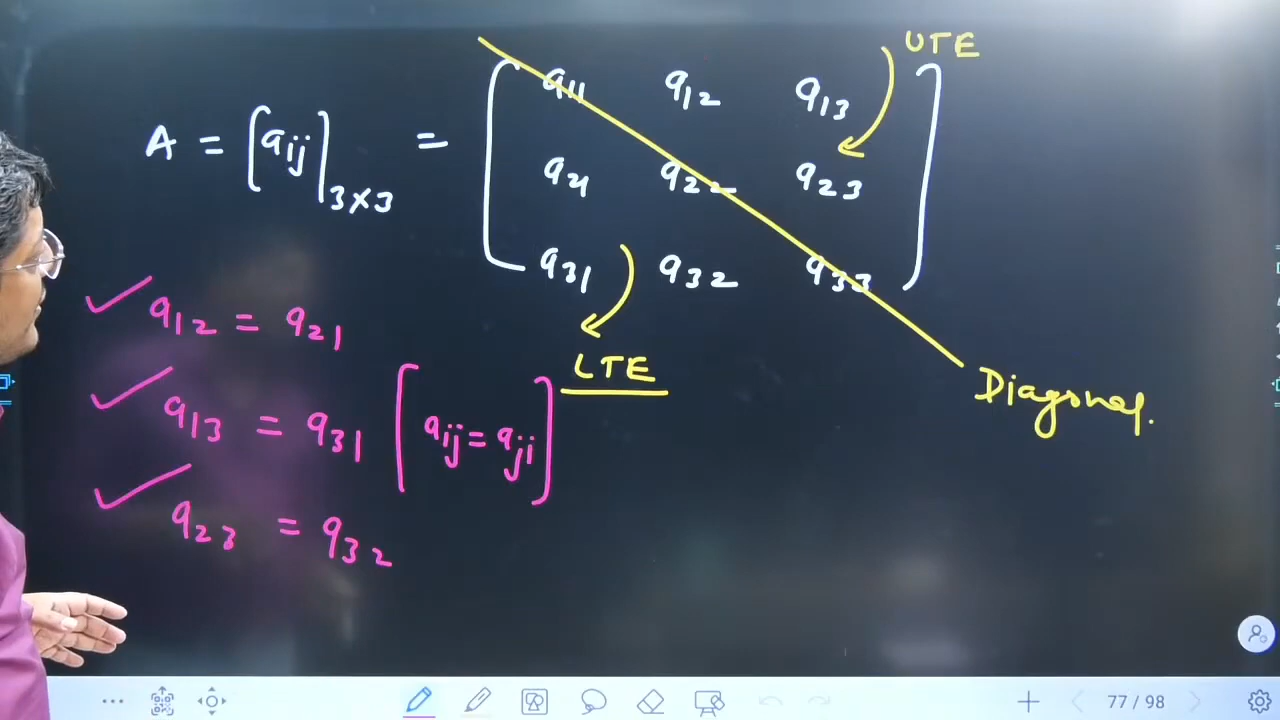 UTE
A = [aij]3×3 = [a11 a12 a13
a21 a22 a23
a31 a32 a33]
LTE
Diagonal.
✓ a12 = a21
✓ a13 = a31 [aij = aji]
✓ a23 = a32
77 / 98